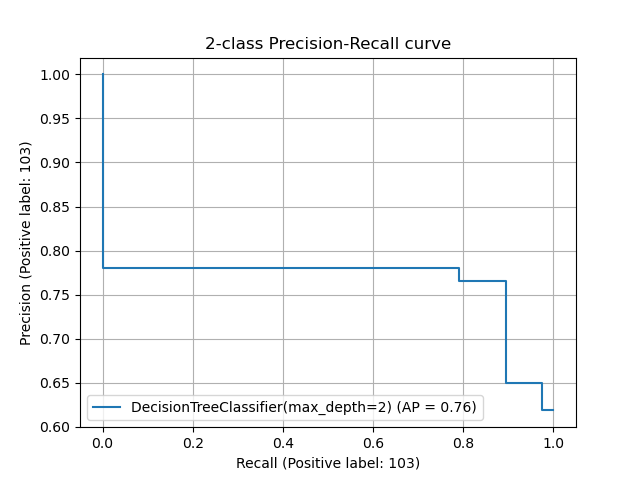 2-class Precision-Recall curve
1.00
0.95
0.90
0.85
0.80
0.75
0.70
0.65
0.60
Precision (Positive label: 103)
DecisionTreeClassifier(max_depth=2) (AP = 0.76)
0.0 0.2 0.4 0.6 0.8 1.0
Recall (Positive label: 103)